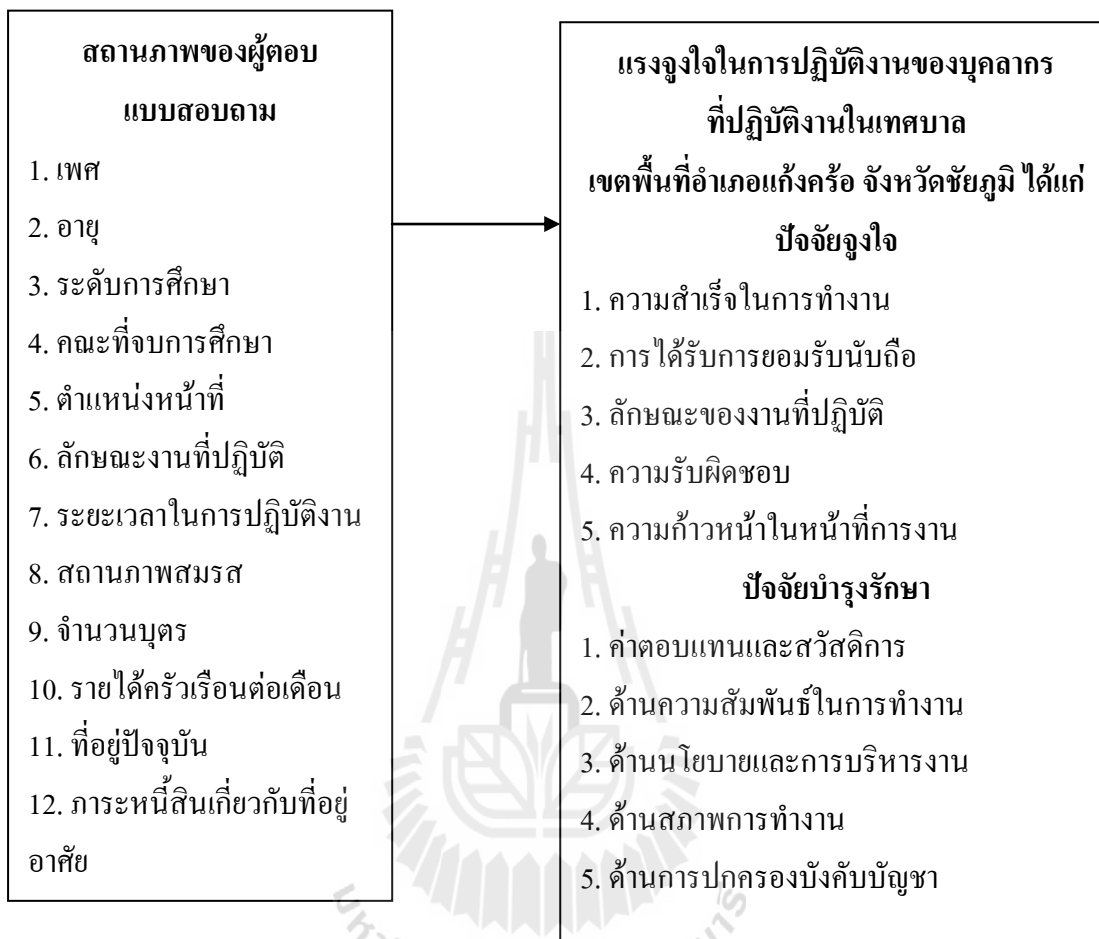 สถานภาพของผู้ตอบ
แบบสอบถาม
1. เพศ
2. อายุ
3. ระดับการศึกษา
4. คณะที่จบการศึกษา
5. ตำแหน่งหน้าที่
6. ลักษณะงานที่ปฏิบัติ
7. ระยะเวลาในการปฏิบัติงาน
8. สถานภาพสมรส
9. จำนวนบุตร
10. รายได้ครัวเรือนต่อเดือน
11. ที่อยู่ปัจจุบัน
12. ภาระหนี้สินเกี่ยวกับที่อยู่
อาศัย
แรงจูงใจในการปฏิบัติงานของบุคลากร
ที่ปฏิบัติงานในเทศบาล
เขตพื้นที่อำเภอแก้งคร้อ จังหวัดชัยภูมิ ได้แก่
ปัจจัยจูงใจ
1. ความสำเร็จในการทำงาน
2. การได้รับการยอมรับนับถือ
3. ลักษณะของงานที่ปฏิบัติ
4. ความรับผิดชอบ
5. ความก้าวหน้าในหน้าที่การงาน
ปัจจัยบำรุงรักษา
1. ค่าตอบแทนและสวัสดิการ
2. ด้านความสัมพันธ์ในการทำงาน
3. ด้านนโยบายและการบริหารงาน
4. ด้านสภาพการทำงาน
5. ด้านการปกครองบังคับบัญชา